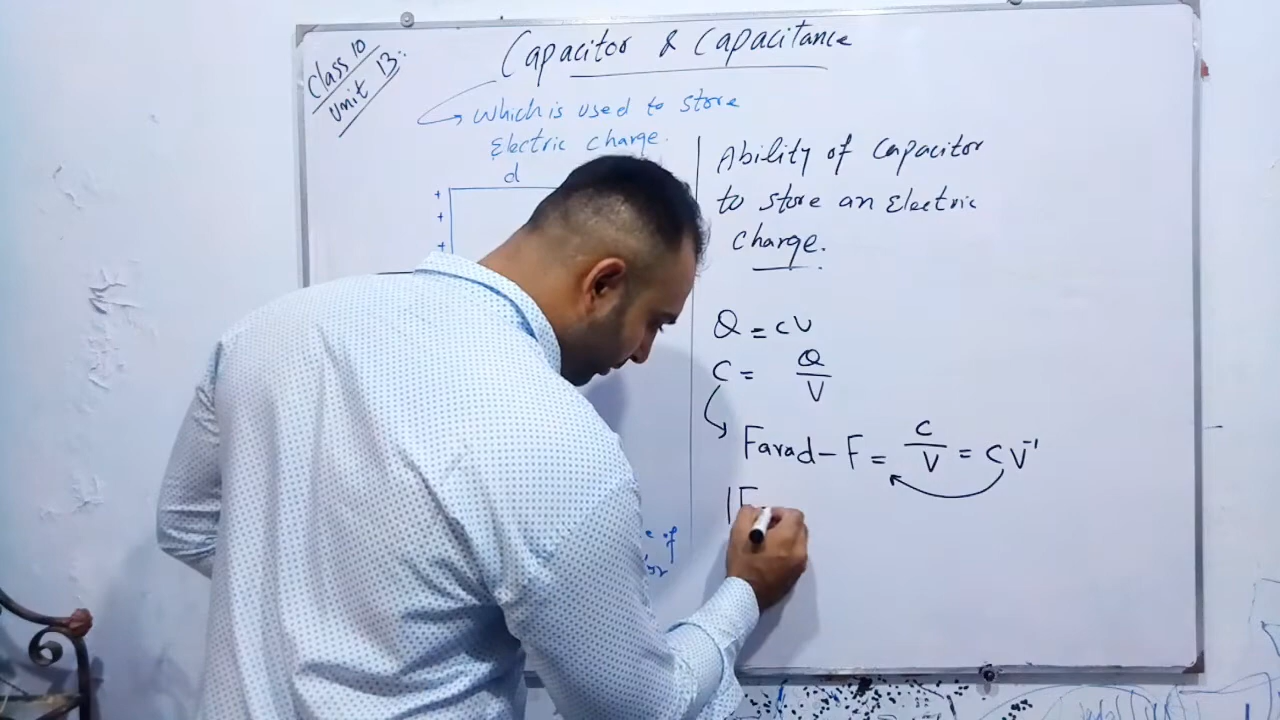 Class 10
Unit 13:
Capacitor & Capacitance
Which is used to store
Electric charge.
d
+
+
+
Ability of capacitor
to store an Electric
charge.
Q = CV
C = Q/V
Farad - F = C/V = CV⁻¹
1F
of